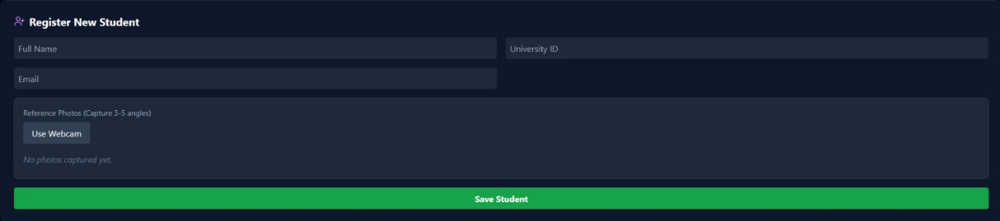 Register New Student
Full Name
University ID
Email
Reference Photos (Capture 3-5 angles)
Use Webcam
No photos captured yet.
Save Student